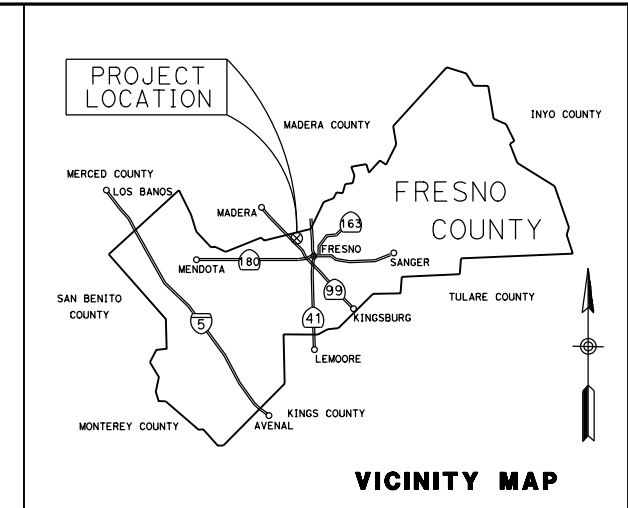 PROJECT
LOCATION
MADERA COUNTY
INYO COUNTY
MERCED COUNTY
LOS BANOS
MADERA
FRESNO
COUNTY
163
FRESNO
MENDOTA
180
SANGER
99
SAN BENITO
COUNTY
TULARE COUNTY
5
41
KINGSBURG
LEMOORE
KINGS COUNTY
AVENAL
MONTEREY COUNTY
VICINITY MAP